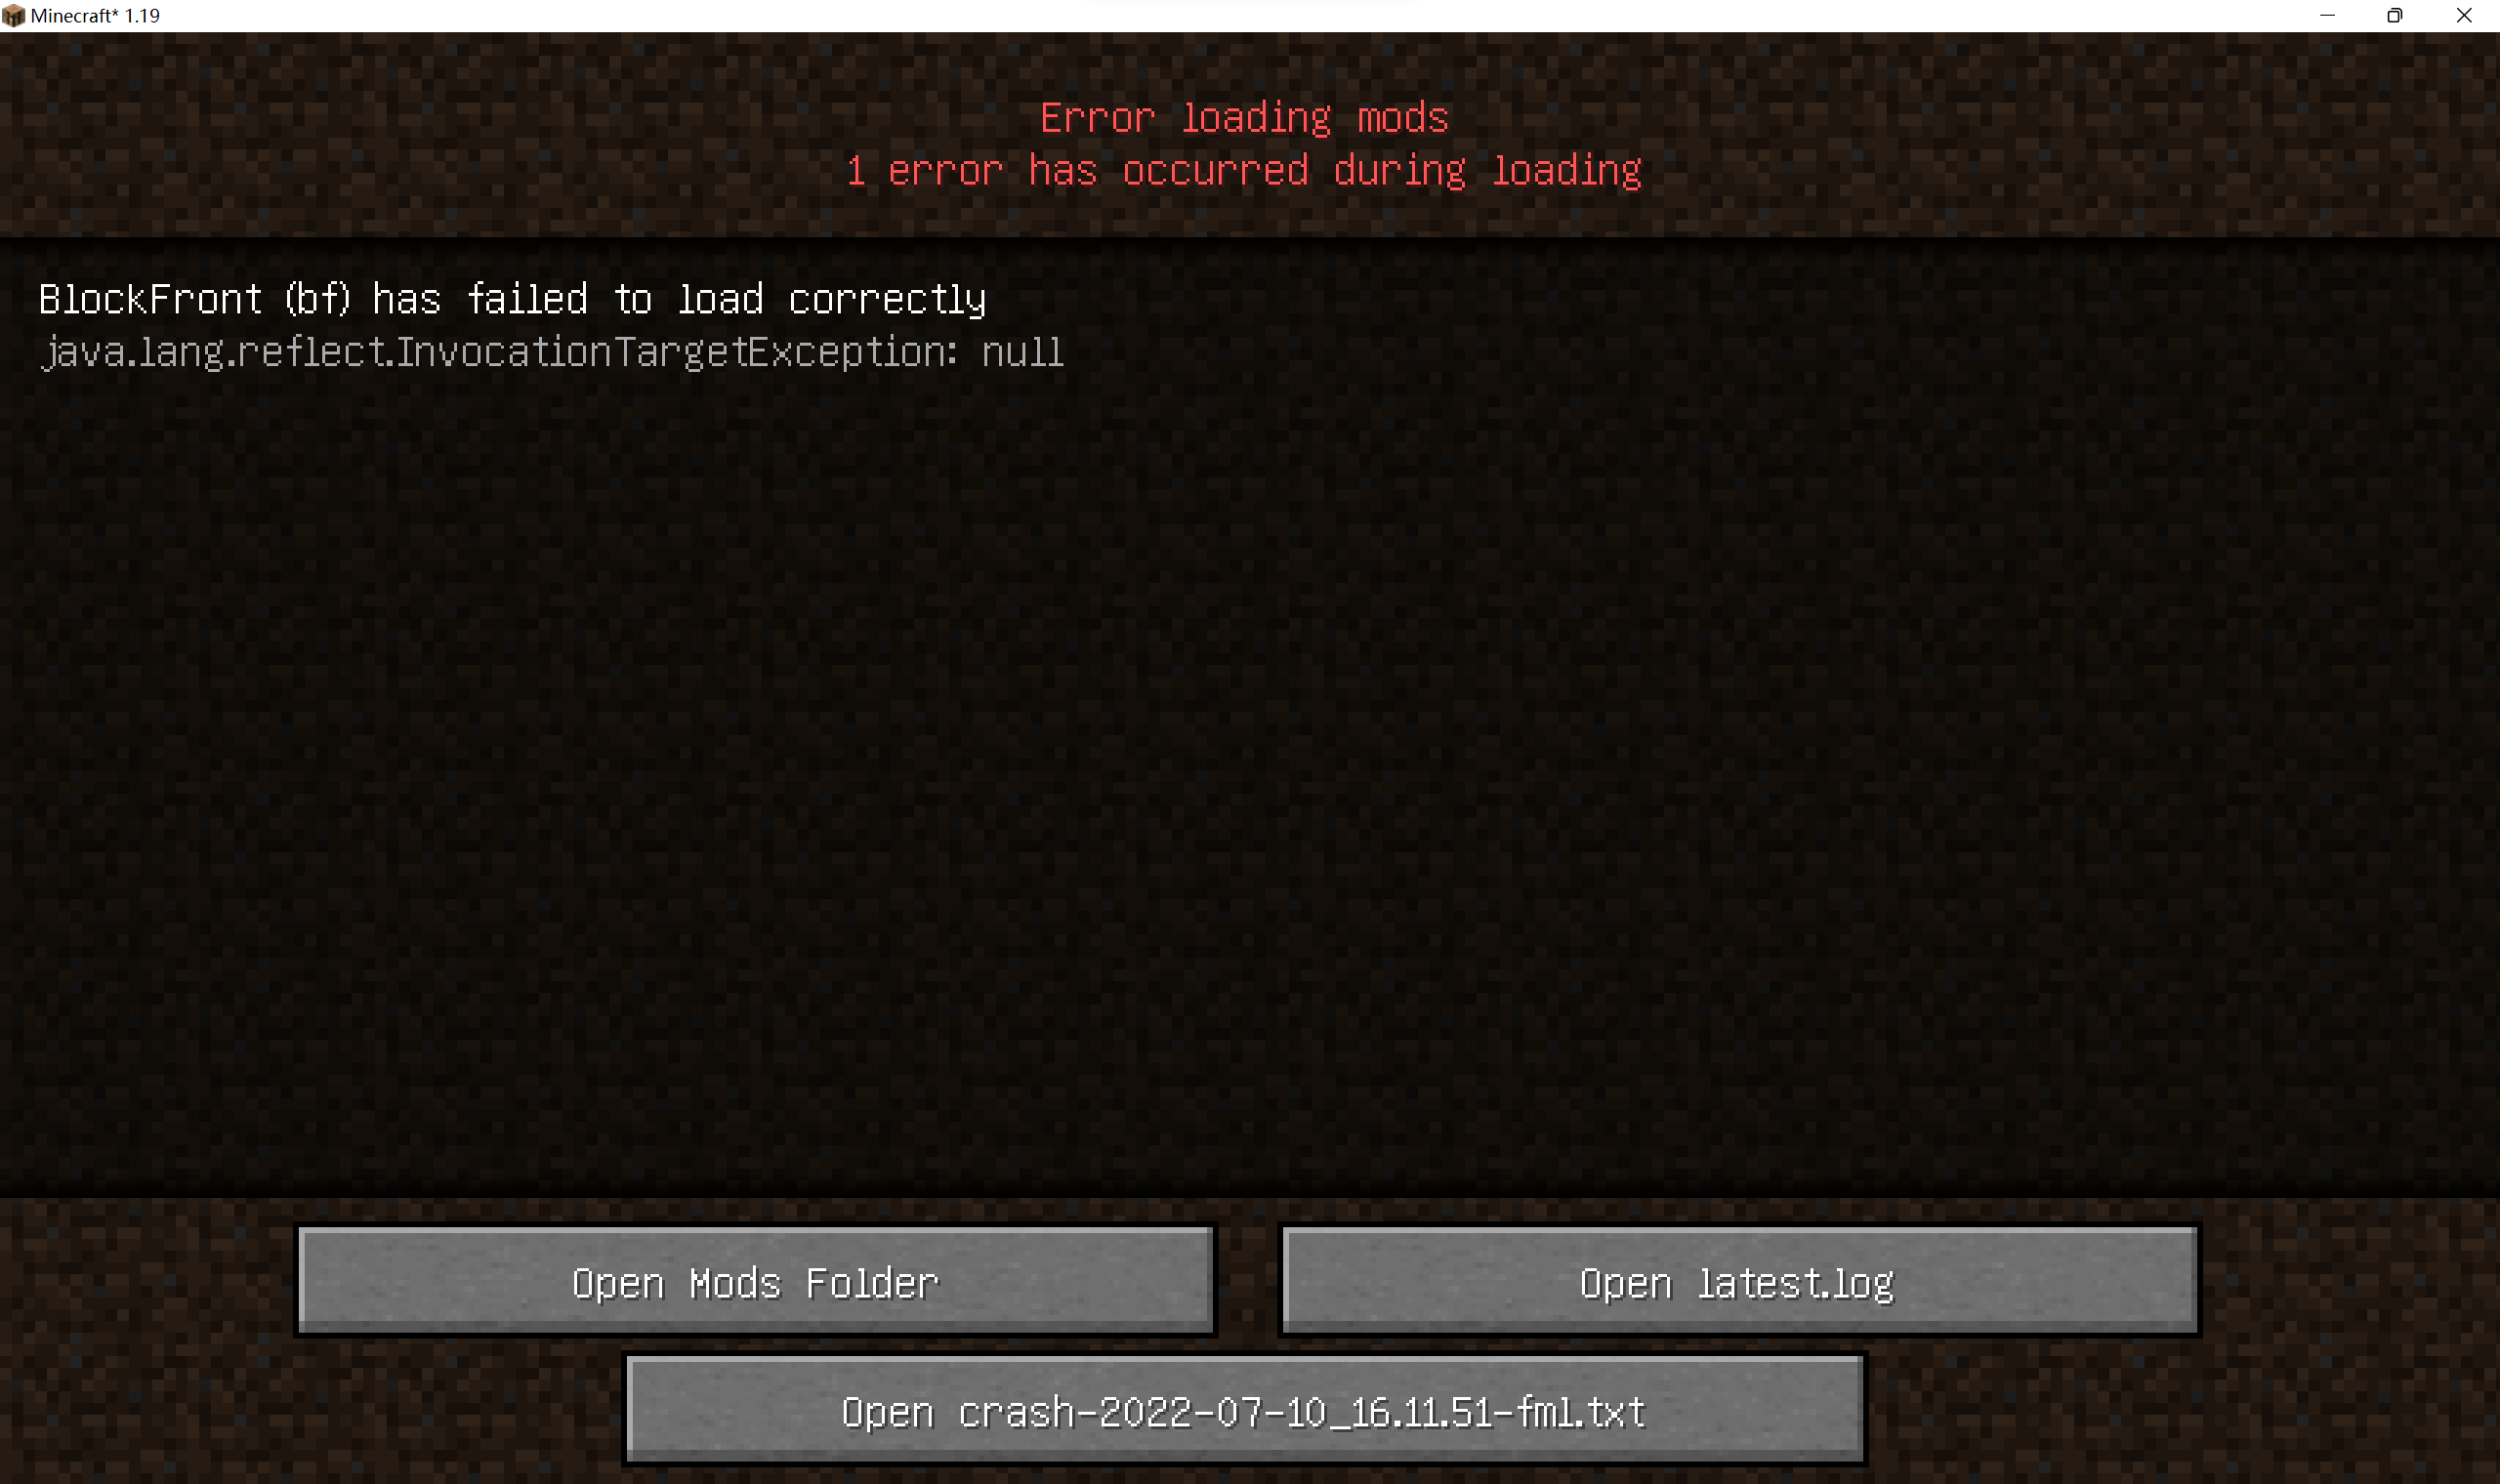 Minecraft* 1.19
Error loading mods
1 error has occurred during loading
BlockFront (bf) has failed to load correctly
java.lang.reflect.InvocationTargetException: null
Open Mods Folder
Open latest.log
Open crash-2022-07-10_16.11.51-fml.txt